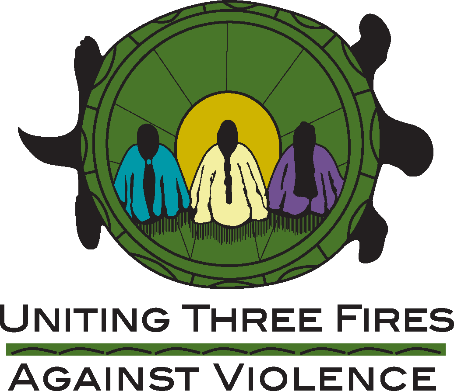 UNITING THREE FIRES
AGAINST VIOLENCE